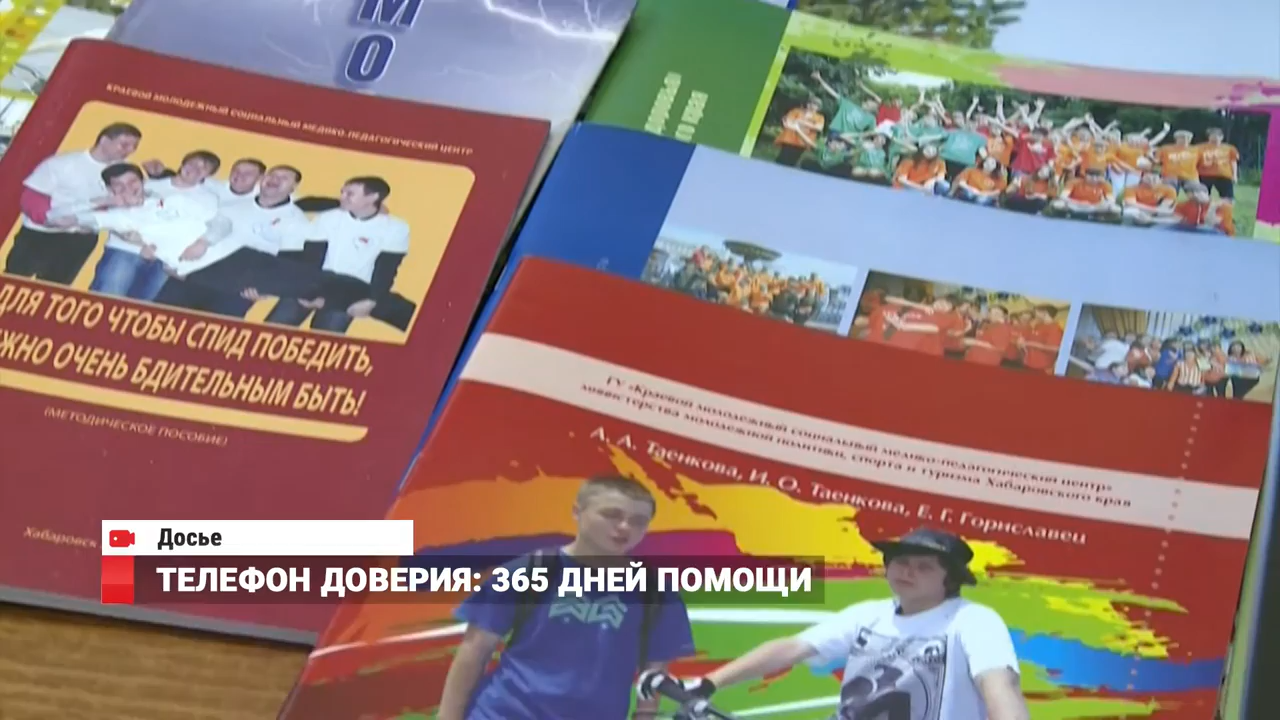 МО
КРАЕВОЙ МОЛОДЕЖНЫЙ СОЦИАЛЬНЫЙ МЕДИКО-ПЕДАГОГИЧЕСКИЙ ЦЕНТР
ДЛЯ ТОГО ЧТОБЫ СПИД ПОБЕДИТЬ,
ОЧЕНЬ БДИТЕЛЬНЫМ БЫТЬ!
(МЕТОДИЧЕСКОЕ ПОСОБИЕ)
Хабаровск
ГУ «Краевой молодежный социальный медико-педагогический центр»
министерства молодежной политики, спорта и туризма Хабаровского края
А. А. Таенкова, И. О. Таенкова, Е. Г. Гориславец
Досье
ТЕЛЕФОН ДОВЕРИЯ: 365 ДНЕЙ ПОМОЩИ